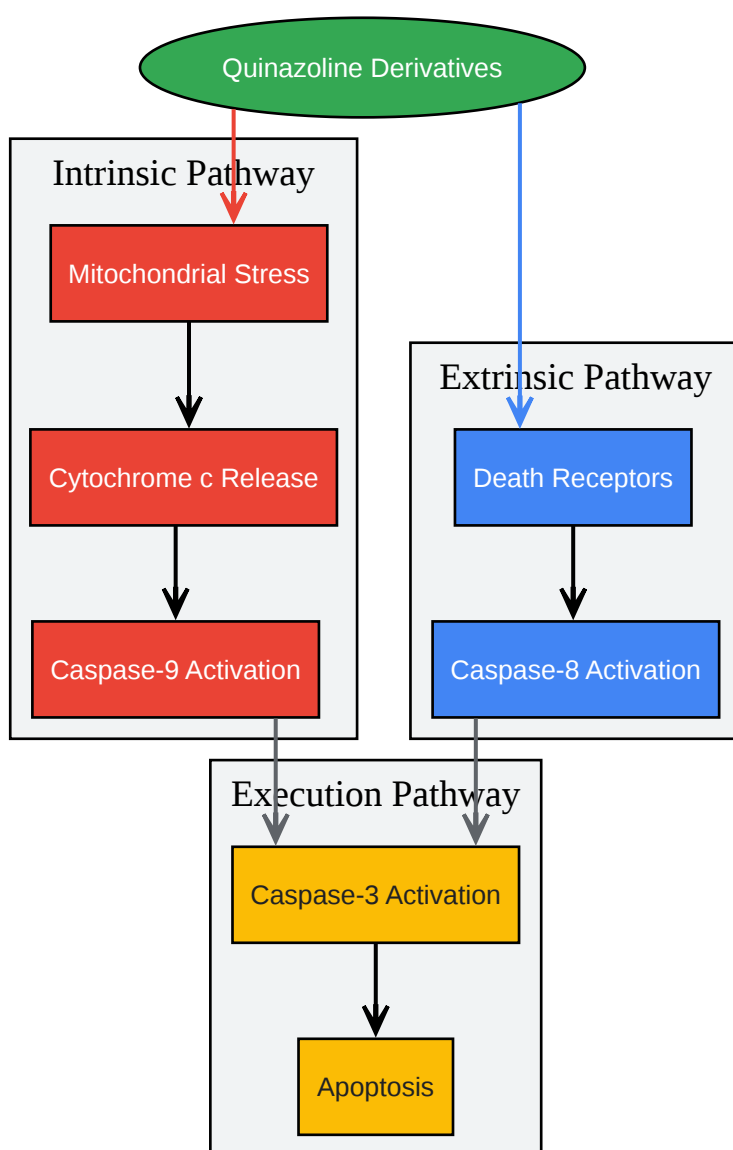 Quinazoline Derivatives
Intrinsic Pathway
Mitochondrial Stress
Cytochrome c Release
Caspase-9 Activation
Extrinsic Pathway
Death Receptors
Caspase-8 Activation
Execution Pathway
Caspase-3 Activation
Apoptosis